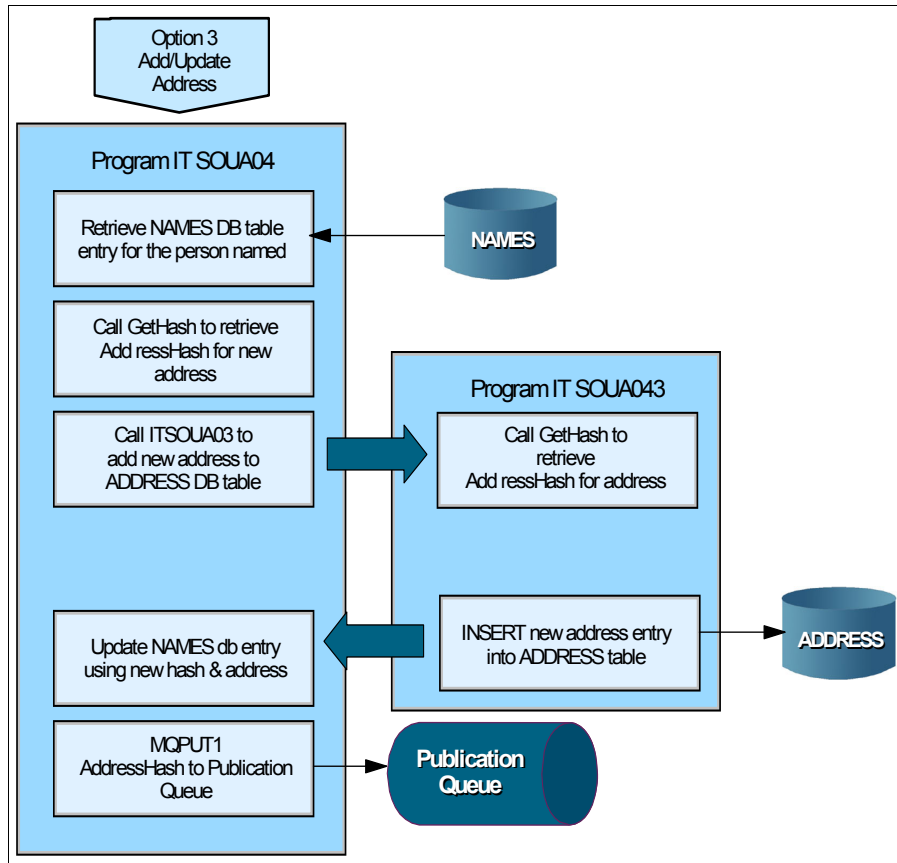 Option 3
Add/Update
Address
Program IT SOUA04
Retrieve NAMES DB table
entry for the person named
NAMES
Call GetHash to retrieve
Add ressHash for new
address
Program IT SOUA043
Call ITSOUA03 to
add new address to
ADDRESS DB table
Call GetHash to
retrieve
Add ressHash for address
Update NAMES db entry
using new hash & address
INSERT new address entry
into ADDRESS table
ADDRESS
MQPUT1
AddressHash to Publication
Queue
Publication
Queue